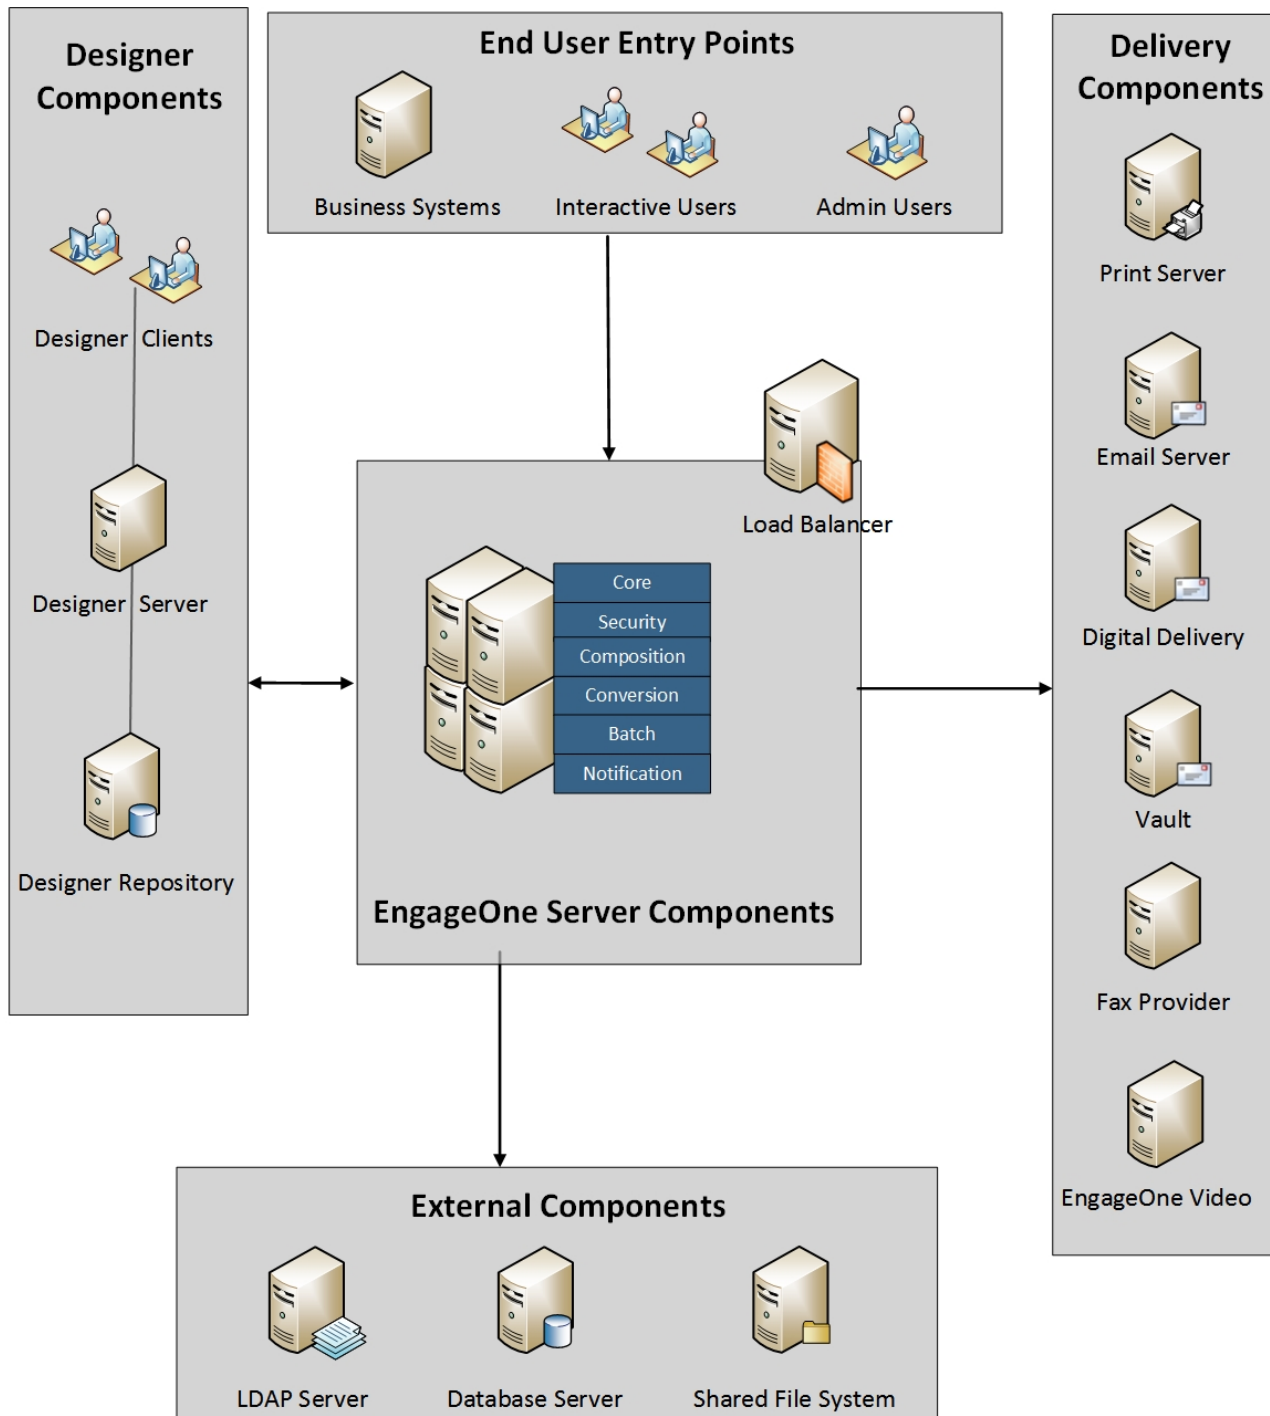 Designer
Components
Designer Clients
Designer Server
Designer Repository
End User Entry Points
Business Systems
Interactive Users
Admin Users
Load Balancer
Core
Security
Composition
Conversion
Batch
Notification
EngageOne Server Components
Delivery
Components
Print Server
Email Server
Digital Delivery
Vault
Fax Provider
EngageOne Video
External Components
LDAP Server
Database Server
Shared File System